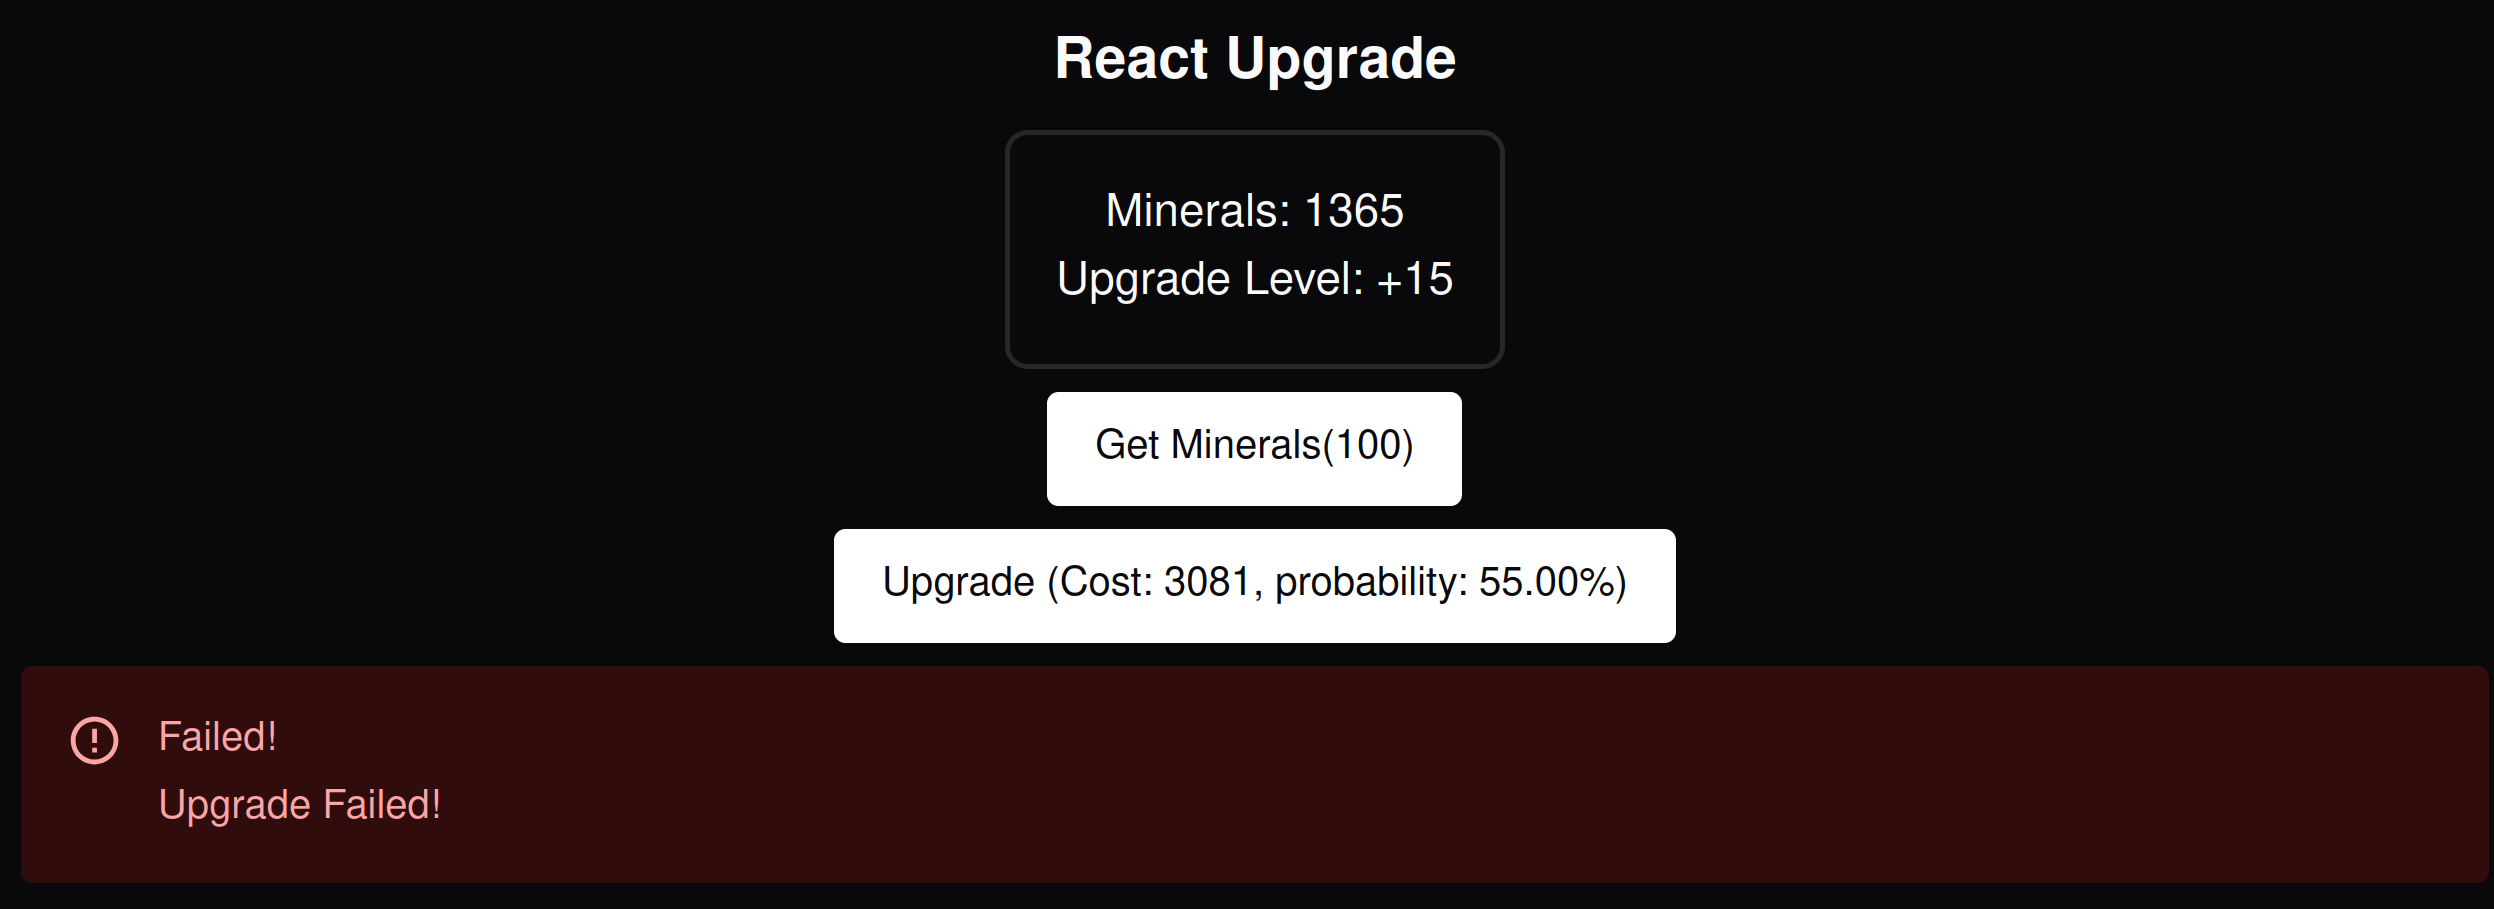 React Upgrade
Minerals: 1365
Upgrade Level: +15
Get Minerals(100)
Upgrade (Cost: 3081, probability: 55.00%)
Failed!
Upgrade Failed!